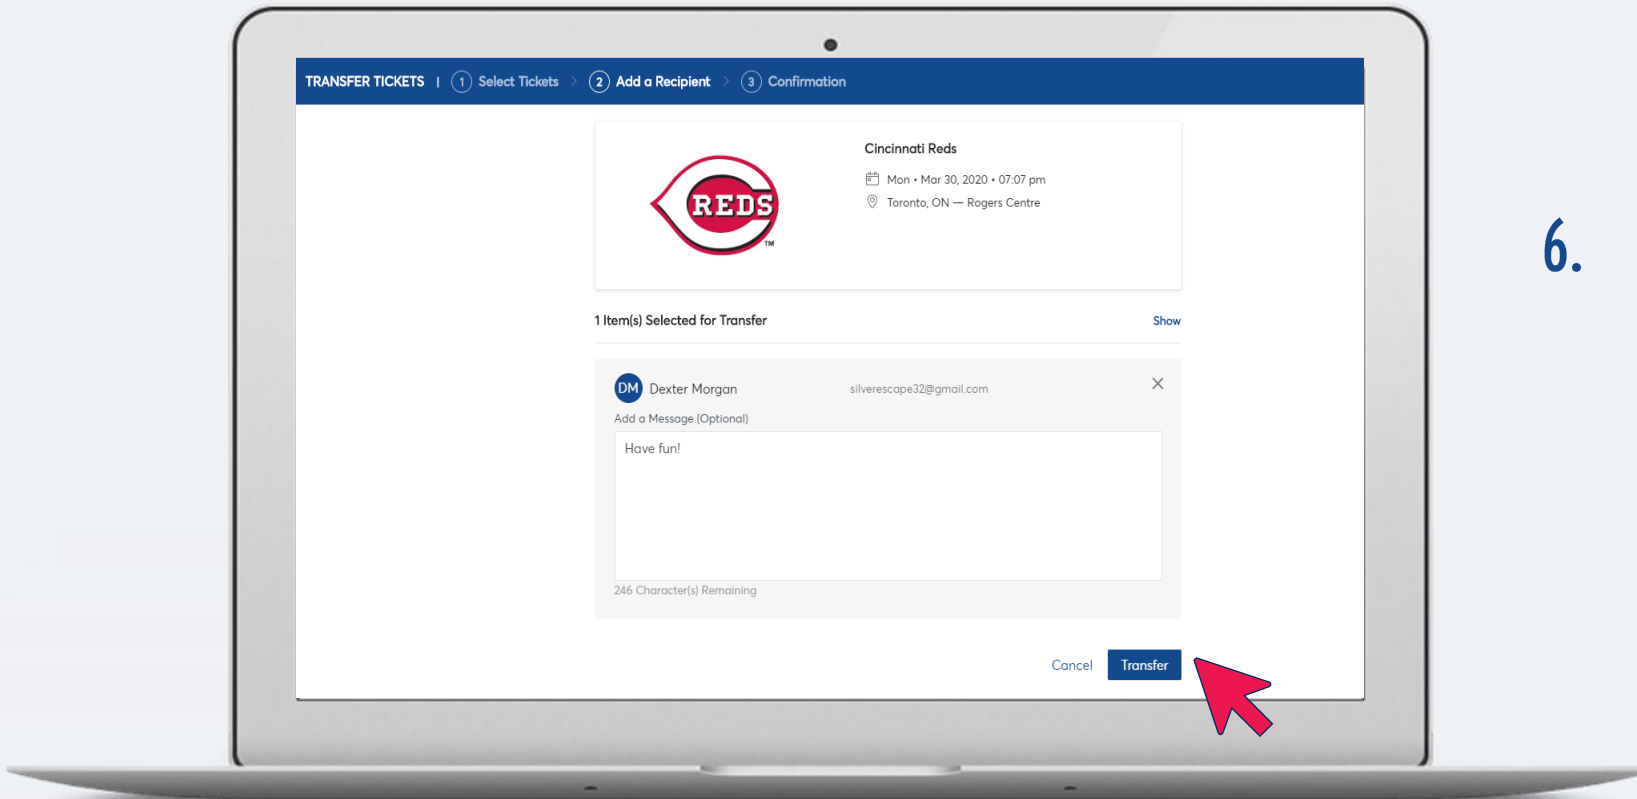 TRANSFER TICKETS | 1 Select Tickets > 2 Add a Recipient > 3 Confirmation
REDS
TM
Cincinnati Reds
Mon • Mar 30, 2020 • 07:07 pm
Toronto, ON — Rogers Centre
6.
1 Item(s) Selected for Transfer
Show
DM Dexter Morgan
silverescape32@gmail.com
Add a Message (Optional)
Have fun!
246 Character(s) Remaining
Cancel
Transfer